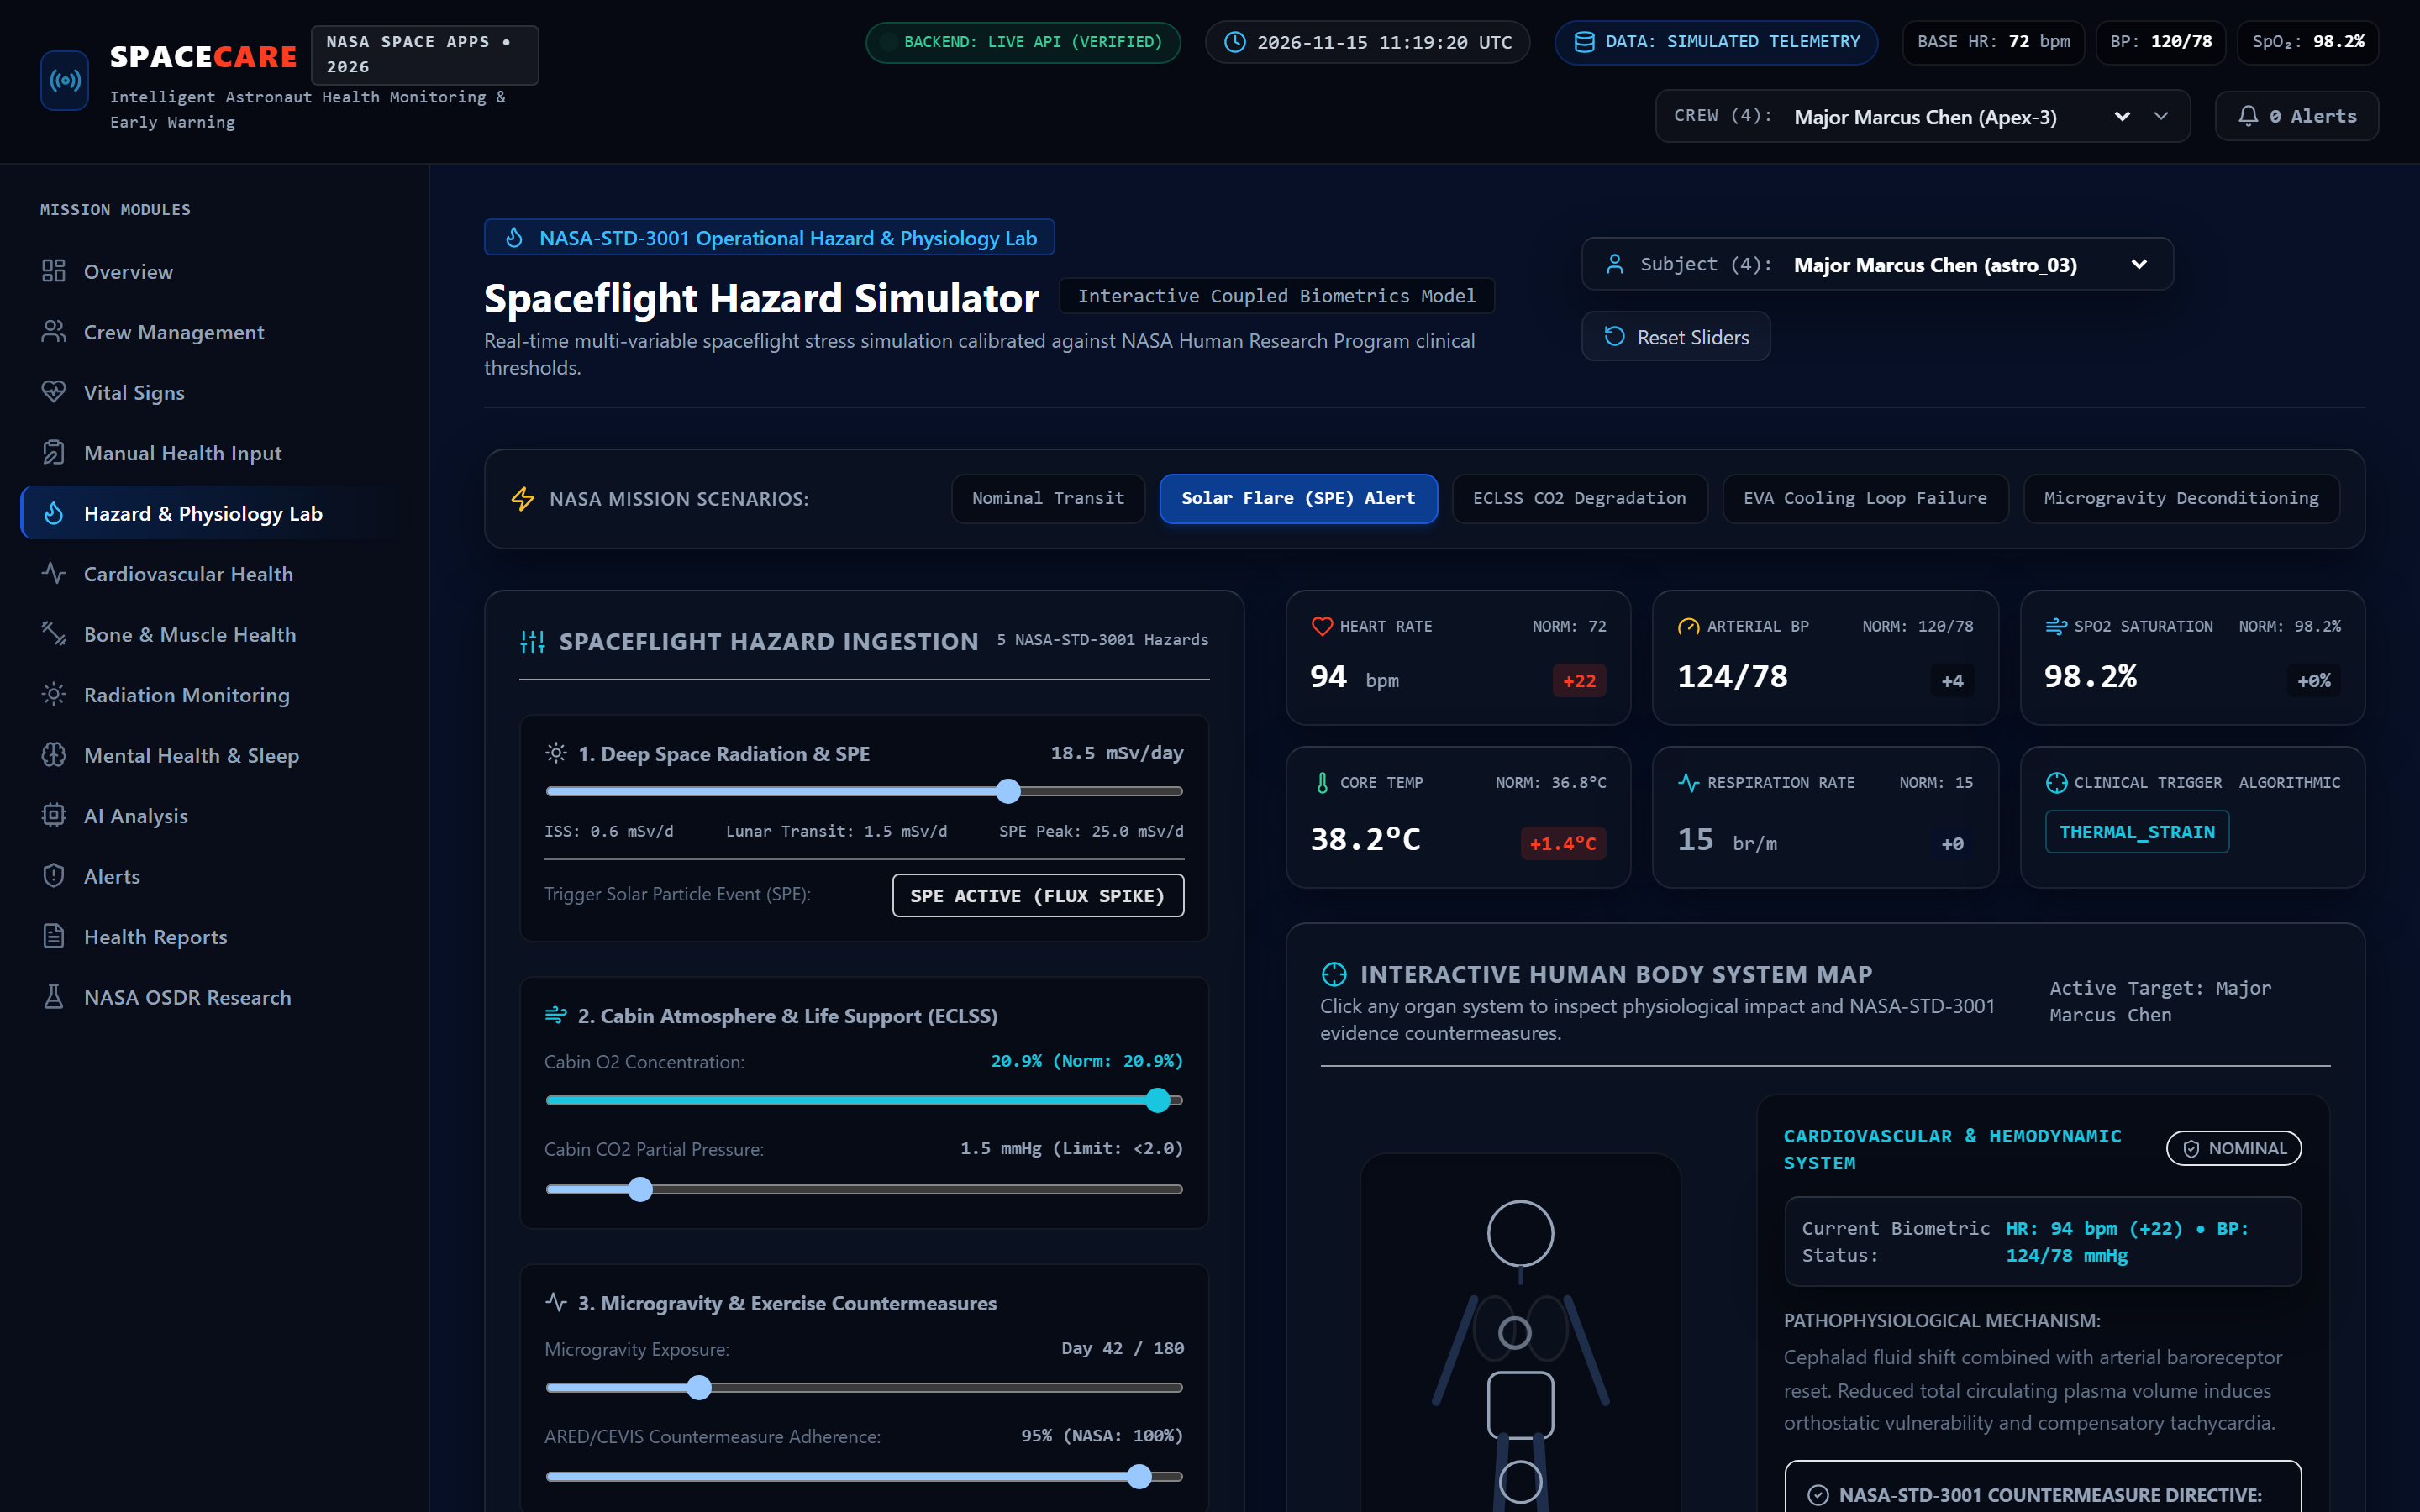 SPACECARE
NASA SPACE APPS •
2026
Intelligent Astronaut Health Monitoring &
Early Warning
BACKEND: LIVE API (VERIFIED)
2026-11-15 11:19:20 UTC
DATA: SIMULATED TELEMETRY
BASE HR: 72 bpm
BP: 120/78
SpO₂: 98.2%
CREW (4): Major Marcus Chen (Apex-3)
0 Alerts
MISSION MODULES
Overview
Crew Management
Vital Signs
Manual Health Input
Hazard & Physiology Lab
Cardiovascular Health
Bone & Muscle Health
Radiation Monitoring
Mental Health & Sleep
AI Analysis
Alerts
Health Reports
NASA OSDR Research
NASA-STD-3001 Operational Hazard & Physiology Lab
Spaceflight Hazard Simulator
Interactive Coupled Biometrics Model
Real-time multi-variable spaceflight stress simulation calibrated against NASA Human Research Program clinical
thresholds.
Subject (4): Major Marcus Chen (astro_03)
Reset Sliders
NASA MISSION SCENARIOS:
Nominal Transit
Solar Flare (SPE) Alert
ECLSS CO2 Degradation
EVA Cooling Loop Failure
Microgravity Deconditioning
SPACEFLIGHT HAZARD INGESTION
5 NASA-STD-3001 Hazards
1. Deep Space Radiation & SPE
18.5 mSv/day
ISS: 0.6 mSv/d
Lunar Transit: 1.5 mSv/d
SPE Peak: 25.0 mSv/d
Trigger Solar Particle Event (SPE):
SPE ACTIVE (FLUX SPIKE)
2. Cabin Atmosphere & Life Support (ECLSS)
Cabin O2 Concentration:
20.9% (Norm: 20.9%)
Cabin CO2 Partial Pressure:
1.5 mmHg (Limit: <2.0)
3. Microgravity & Exercise Countermeasures
Microgravity Exposure:
Day 42 / 180
ARED/CEVIS Countermeasure Adherence:
95% (NASA: 100%)
HEART RATE
NORM: 72
94 bpm
+22
ARTERIAL BP
NORM: 120/78
124/78
+4
SPO2 SATURATION
NORM: 98.2%
98.2%
+0%
CORE TEMP
NORM: 36.8°C
38.2°C
+1.4°C
RESPIRATION RATE
NORM: 15
15 br/m
+0
CLINICAL TRIGGER
ALGORITHMIC
THERMAL_STRAIN
INTERACTIVE HUMAN BODY SYSTEM MAP
Click any organ system to inspect physiological impact and NASA-STD-3001
evidence countermeasures.
Active Target: Major
Marcus Chen
CARDIOVASCULAR & HEMODYNAMIC
SYSTEM
NOMINAL
Current Biometric
Status:
HR: 94 bpm (+22) • BP:
124/78 mmHg
PATHOPHYSIOLOGICAL MECHANISM:
Cephalad fluid shift combined with arterial baroreceptor
reset. Reduced total circulating plasma volume induces
orthostatic vulnerability and compensatory tachycardia.
NASA-STD-3001 COUNTERMEASURE DIRECTIVE: